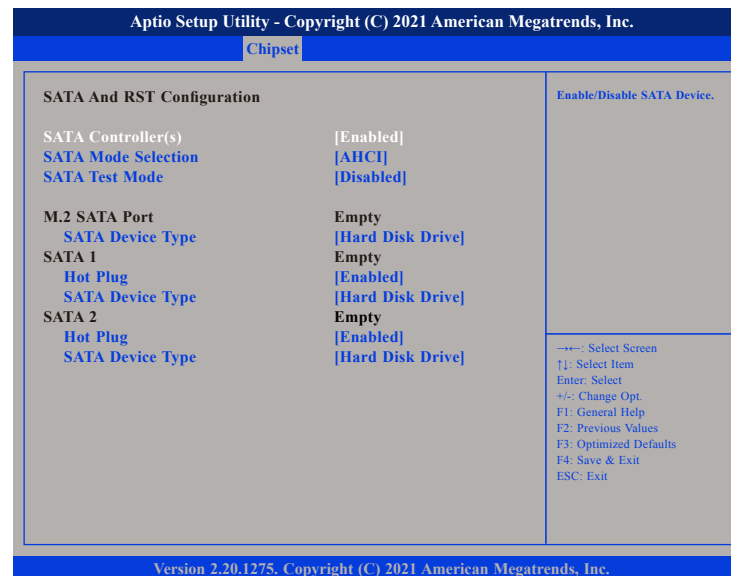 Aptio Setup Utility - Copyright (C) 2021 American Megatrends, Inc.
Chipset
SATA And RST Configuration
SATA Controller(s) [Enabled]
SATA Mode Selection [AHCI]
SATA Test Mode [Disabled]
M.2 SATA Port Empty
SATA Device Type [Hard Disk Drive]
SATA 1 Empty
Hot Plug [Enabled]
SATA Device Type [Hard Disk Drive]
SATA 2 Empty
Hot Plug [Enabled]
SATA Device Type [Hard Disk Drive]
Enable/Disable SATA Device.
→←: Select Screen
↑↓: Select Item
Enter: Select
+/-: Change Opt.
F1: General Help
F2: Previous Values
F3: Optimized Defaults
F4: Save & Exit
ESC: Exit
Version 2.20.1275. Copyright (C) 2021 American Megatrends, Inc.